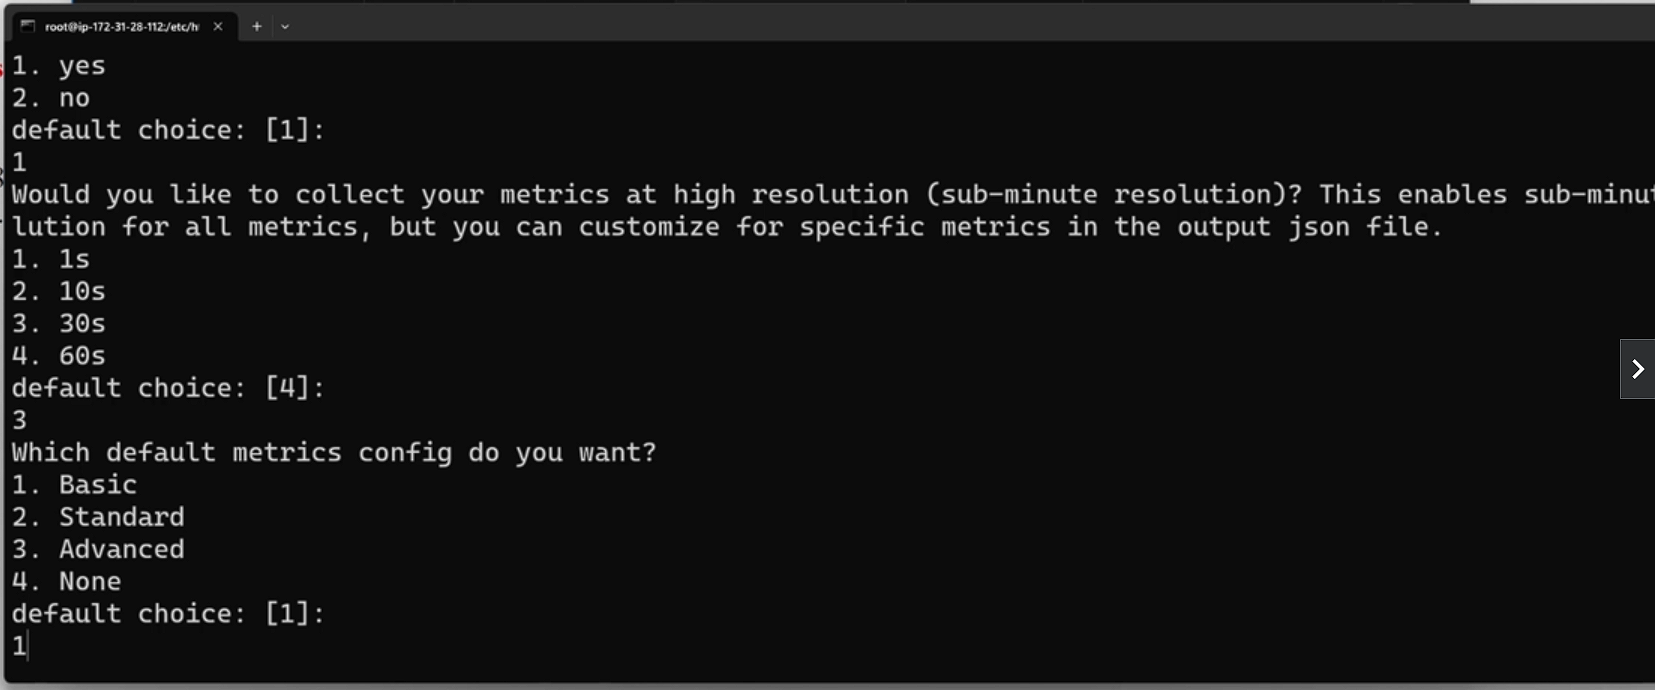 root@ip-172-31-28-112:/etc/h
1. yes
2. no
default choice: [1]:
1
Would you like to collect your metrics at high resolution (sub-minute resolution)? This enables sub-minut
lution for all metrics, but you can customize for specific metrics in the output json file.
1. 1s
2. 10s
3. 30s
4. 60s
default choice: [4]:
3
Which default metrics config do you want?
1. Basic
2. Standard
3. Advanced
4. None
default choice: [1]:
1